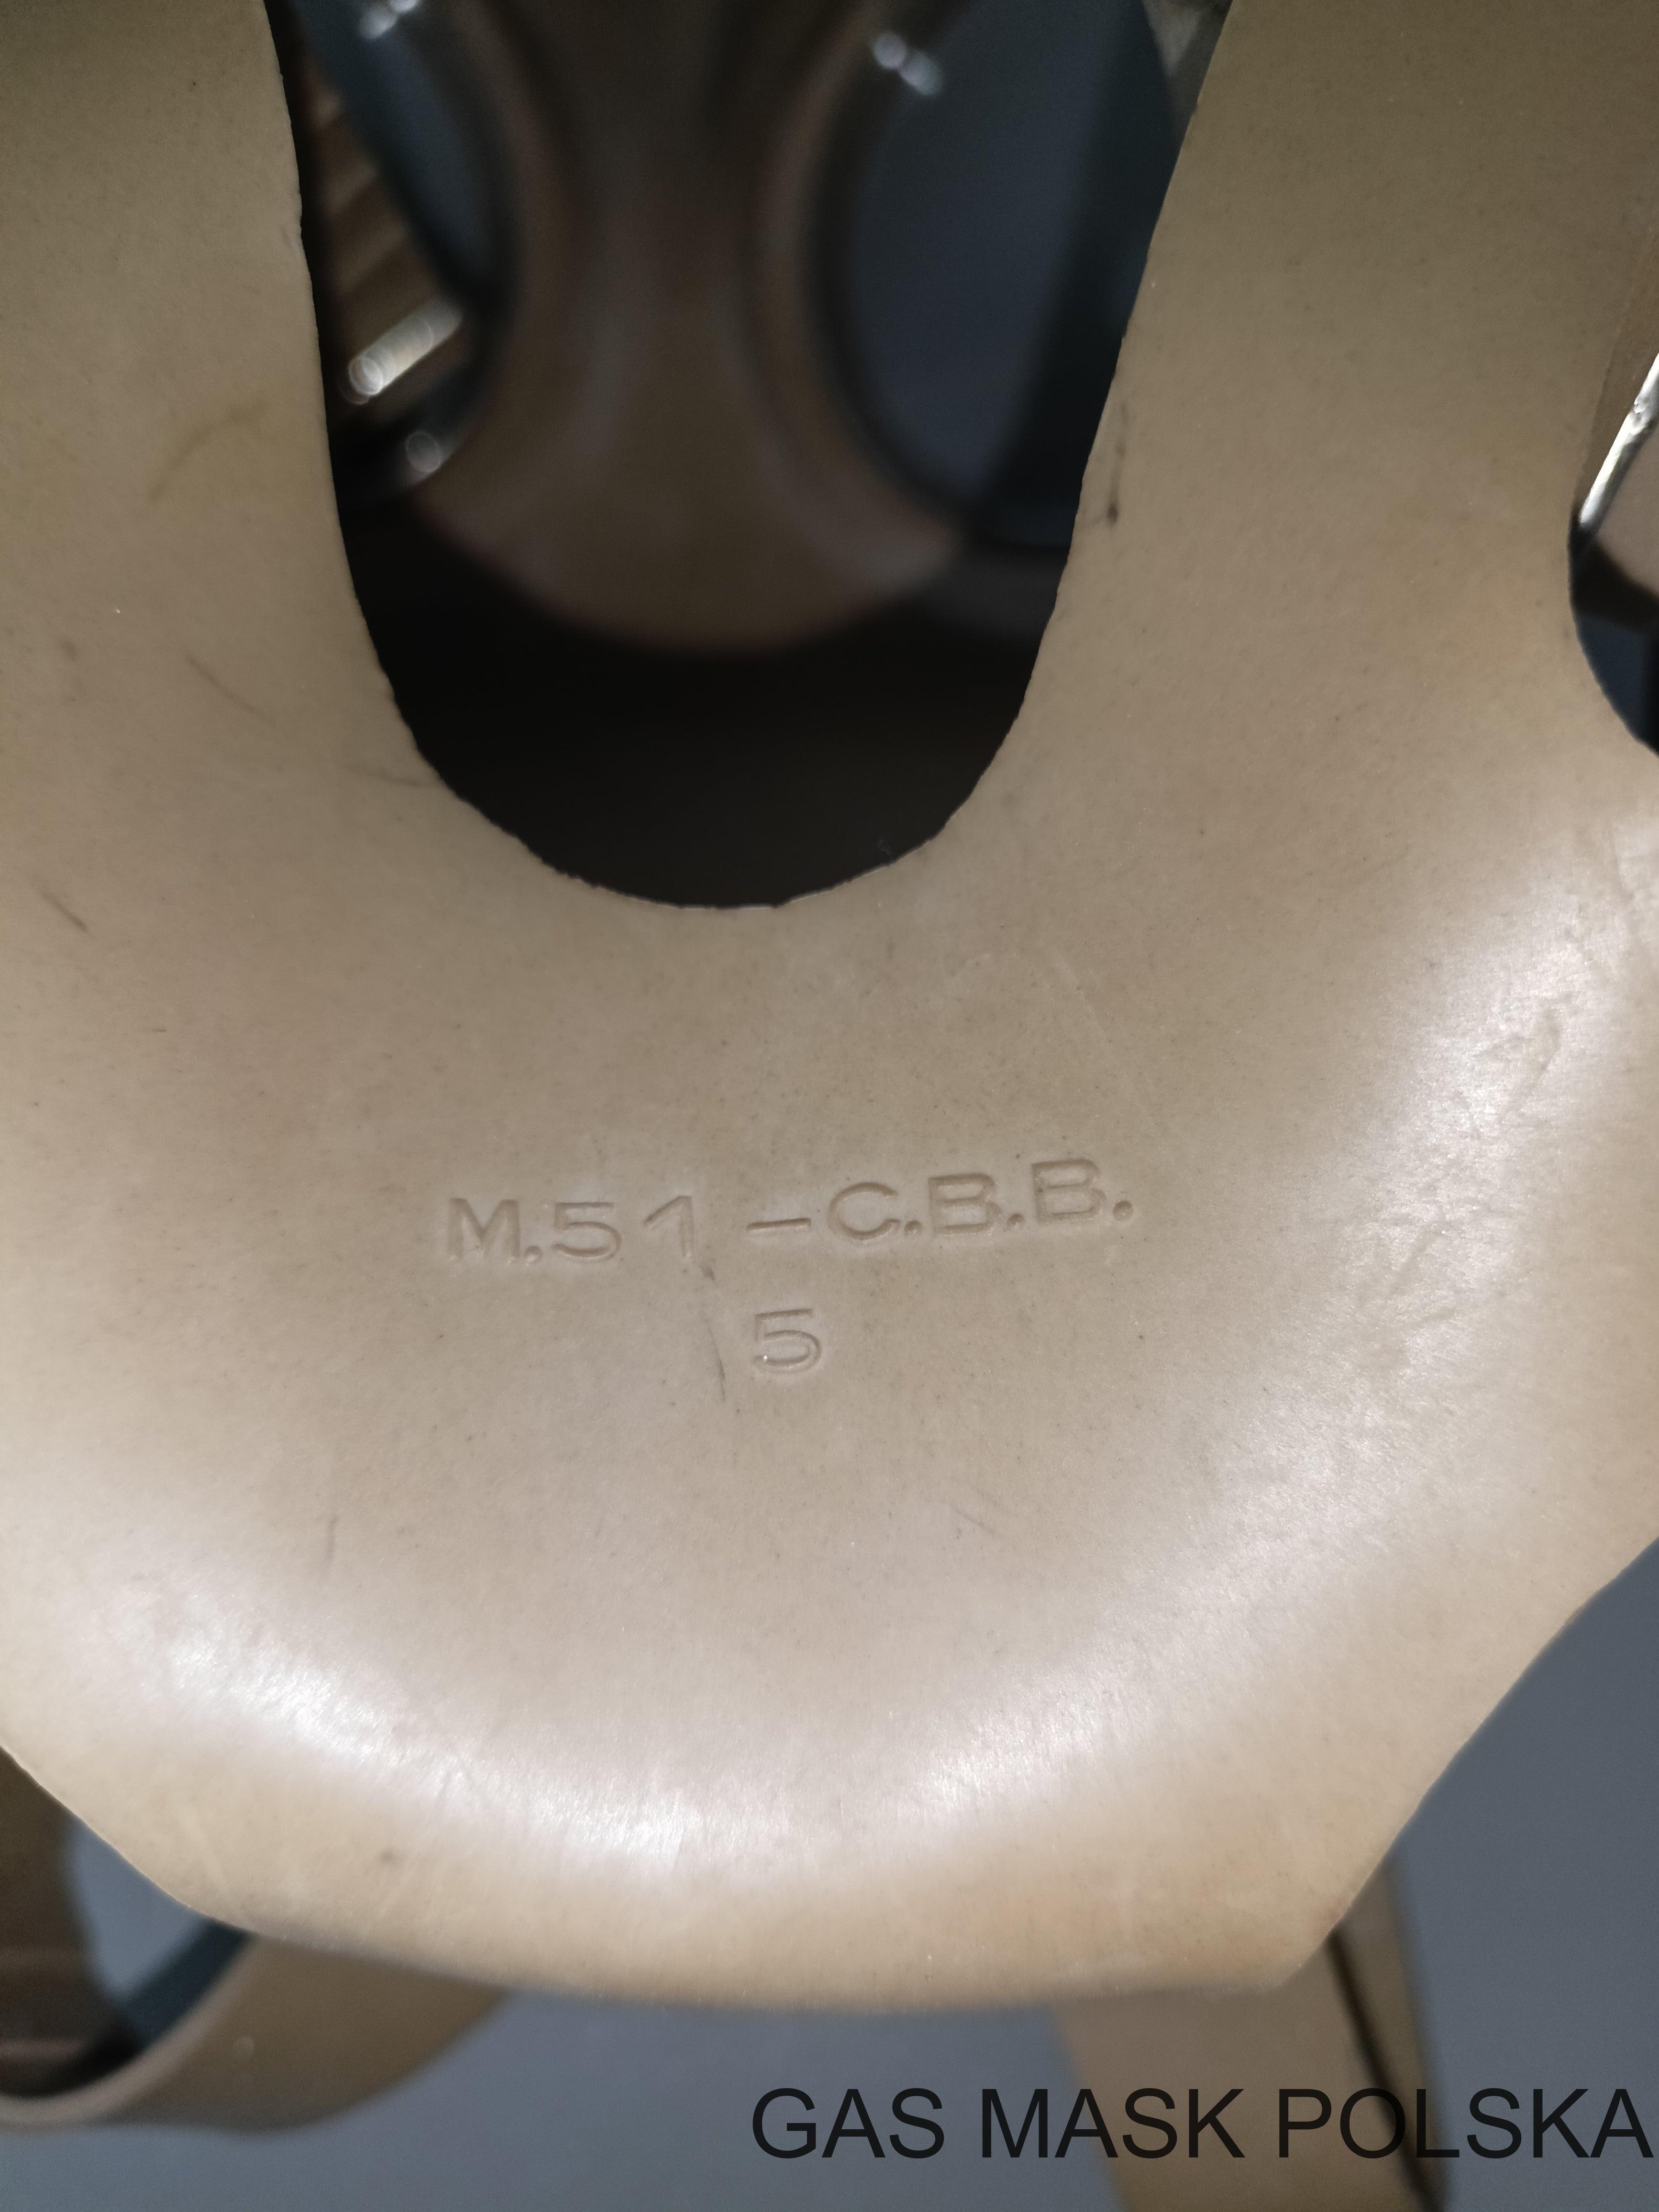 M.51-C.B.B.
5
GAS MASK POLSKA